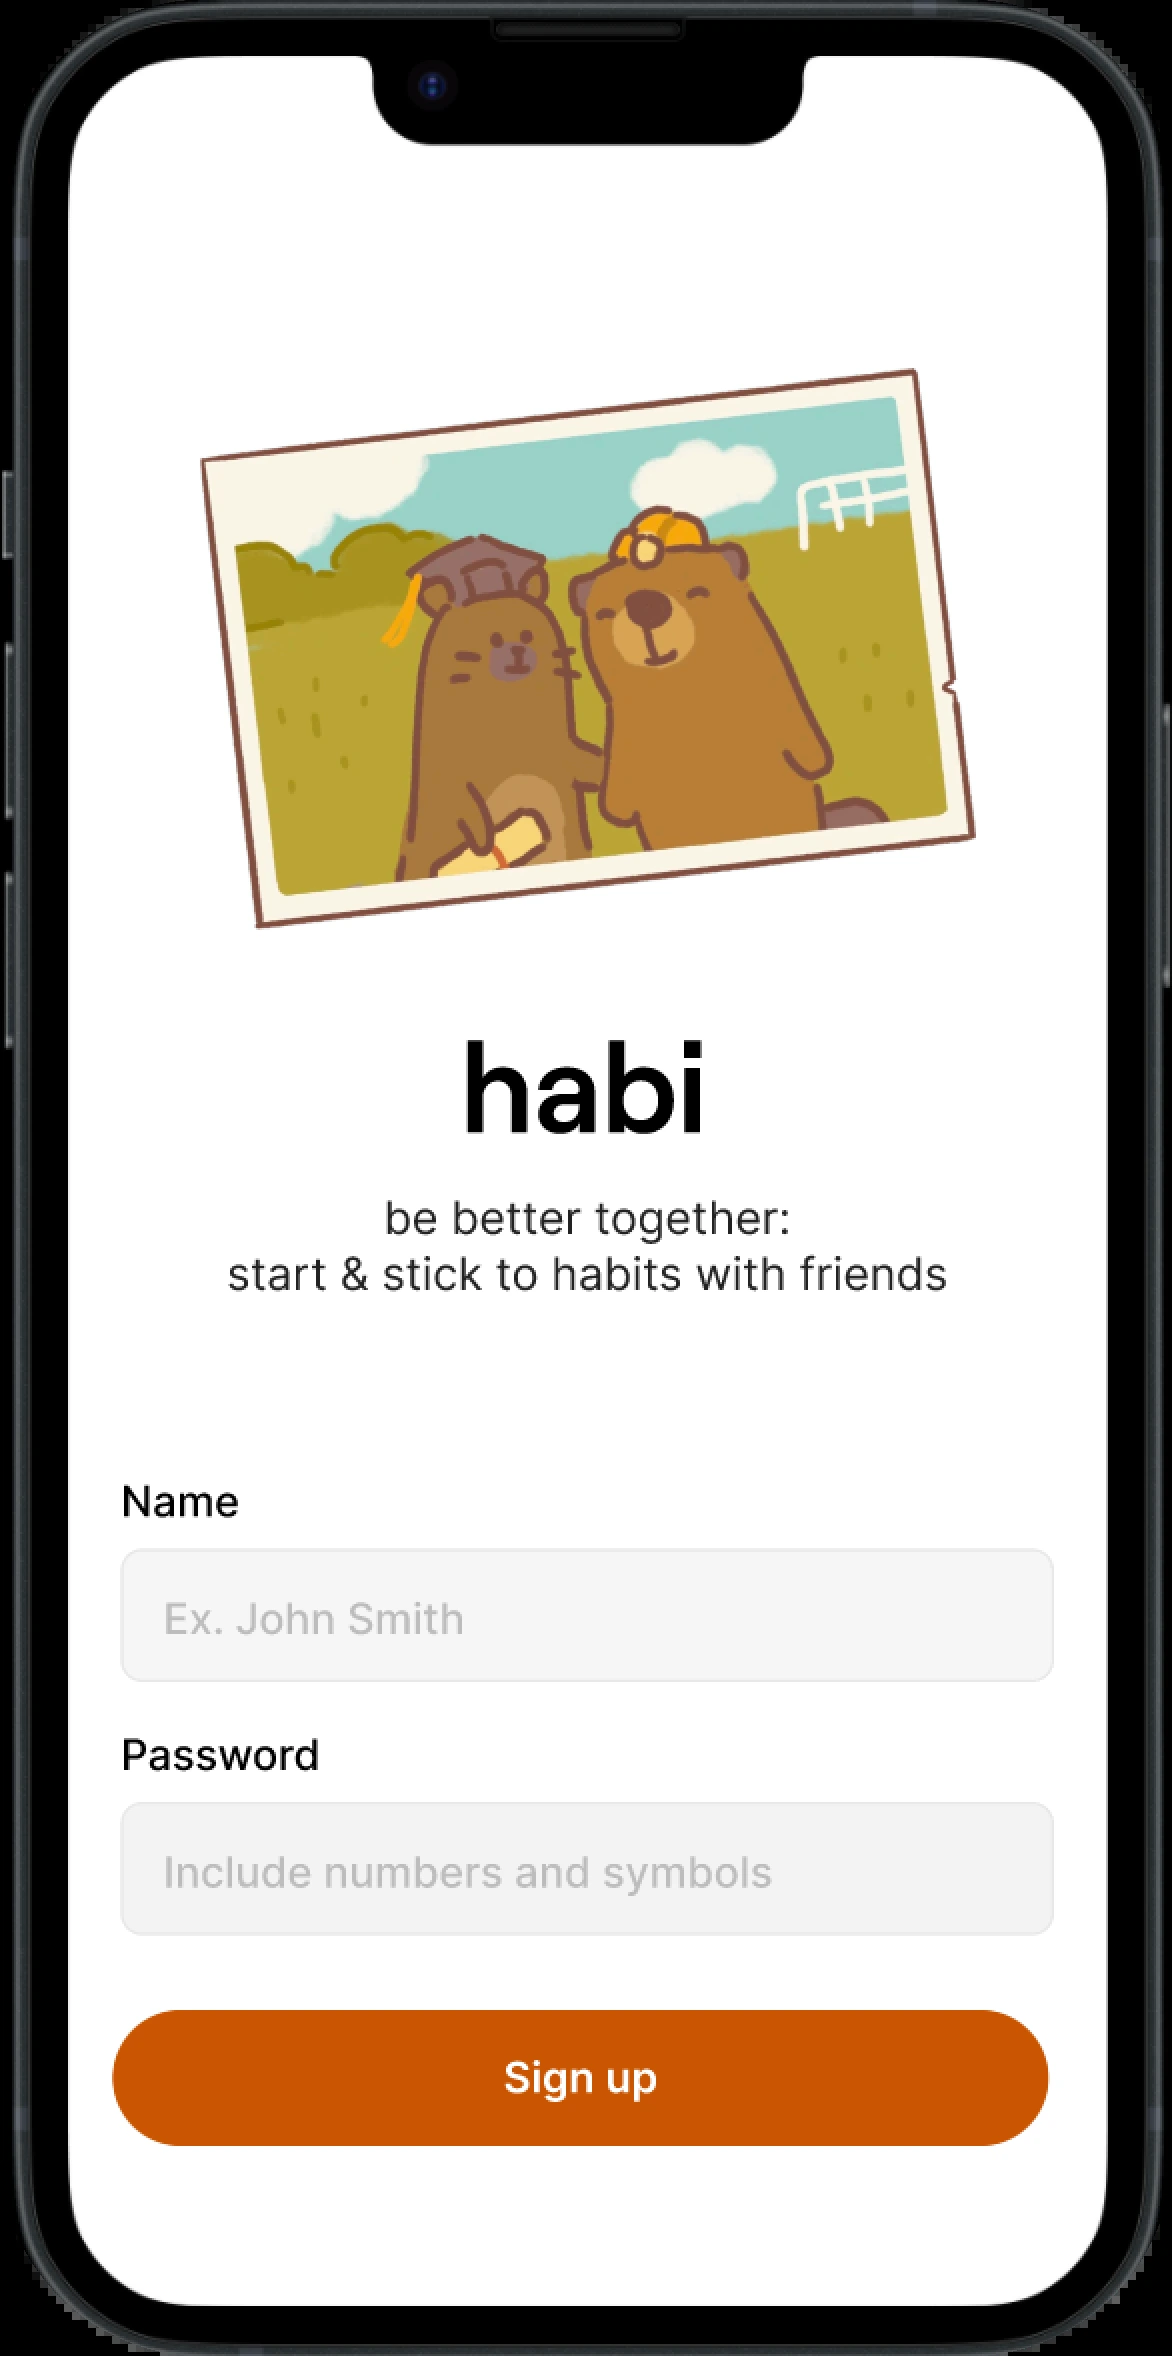 habi
be better together:
start & stick to habits with friends
Name
Ex. John Smith
Password
Include numbers and symbols
Sign up